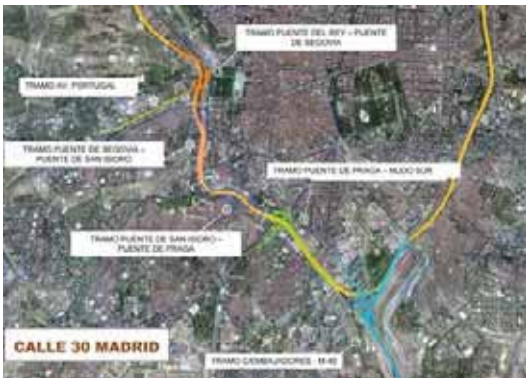 TRAMO PUENTE DEL REY – PUENTE
DE SEGOVIA
TRAMO AV. PORTUGAL
TRAMO PUENTE DE SEGOVIA –
PUENTE DE SAN ISIDRO
TRAMO PUENTE DE PRAGA – NUDO SUR
TRAMO PUENTE DE SAN ISIDRO –
PUENTE DE PRAGA
CALLE 30 MADRID
TRAMO C/EMBAJADORES - M-40